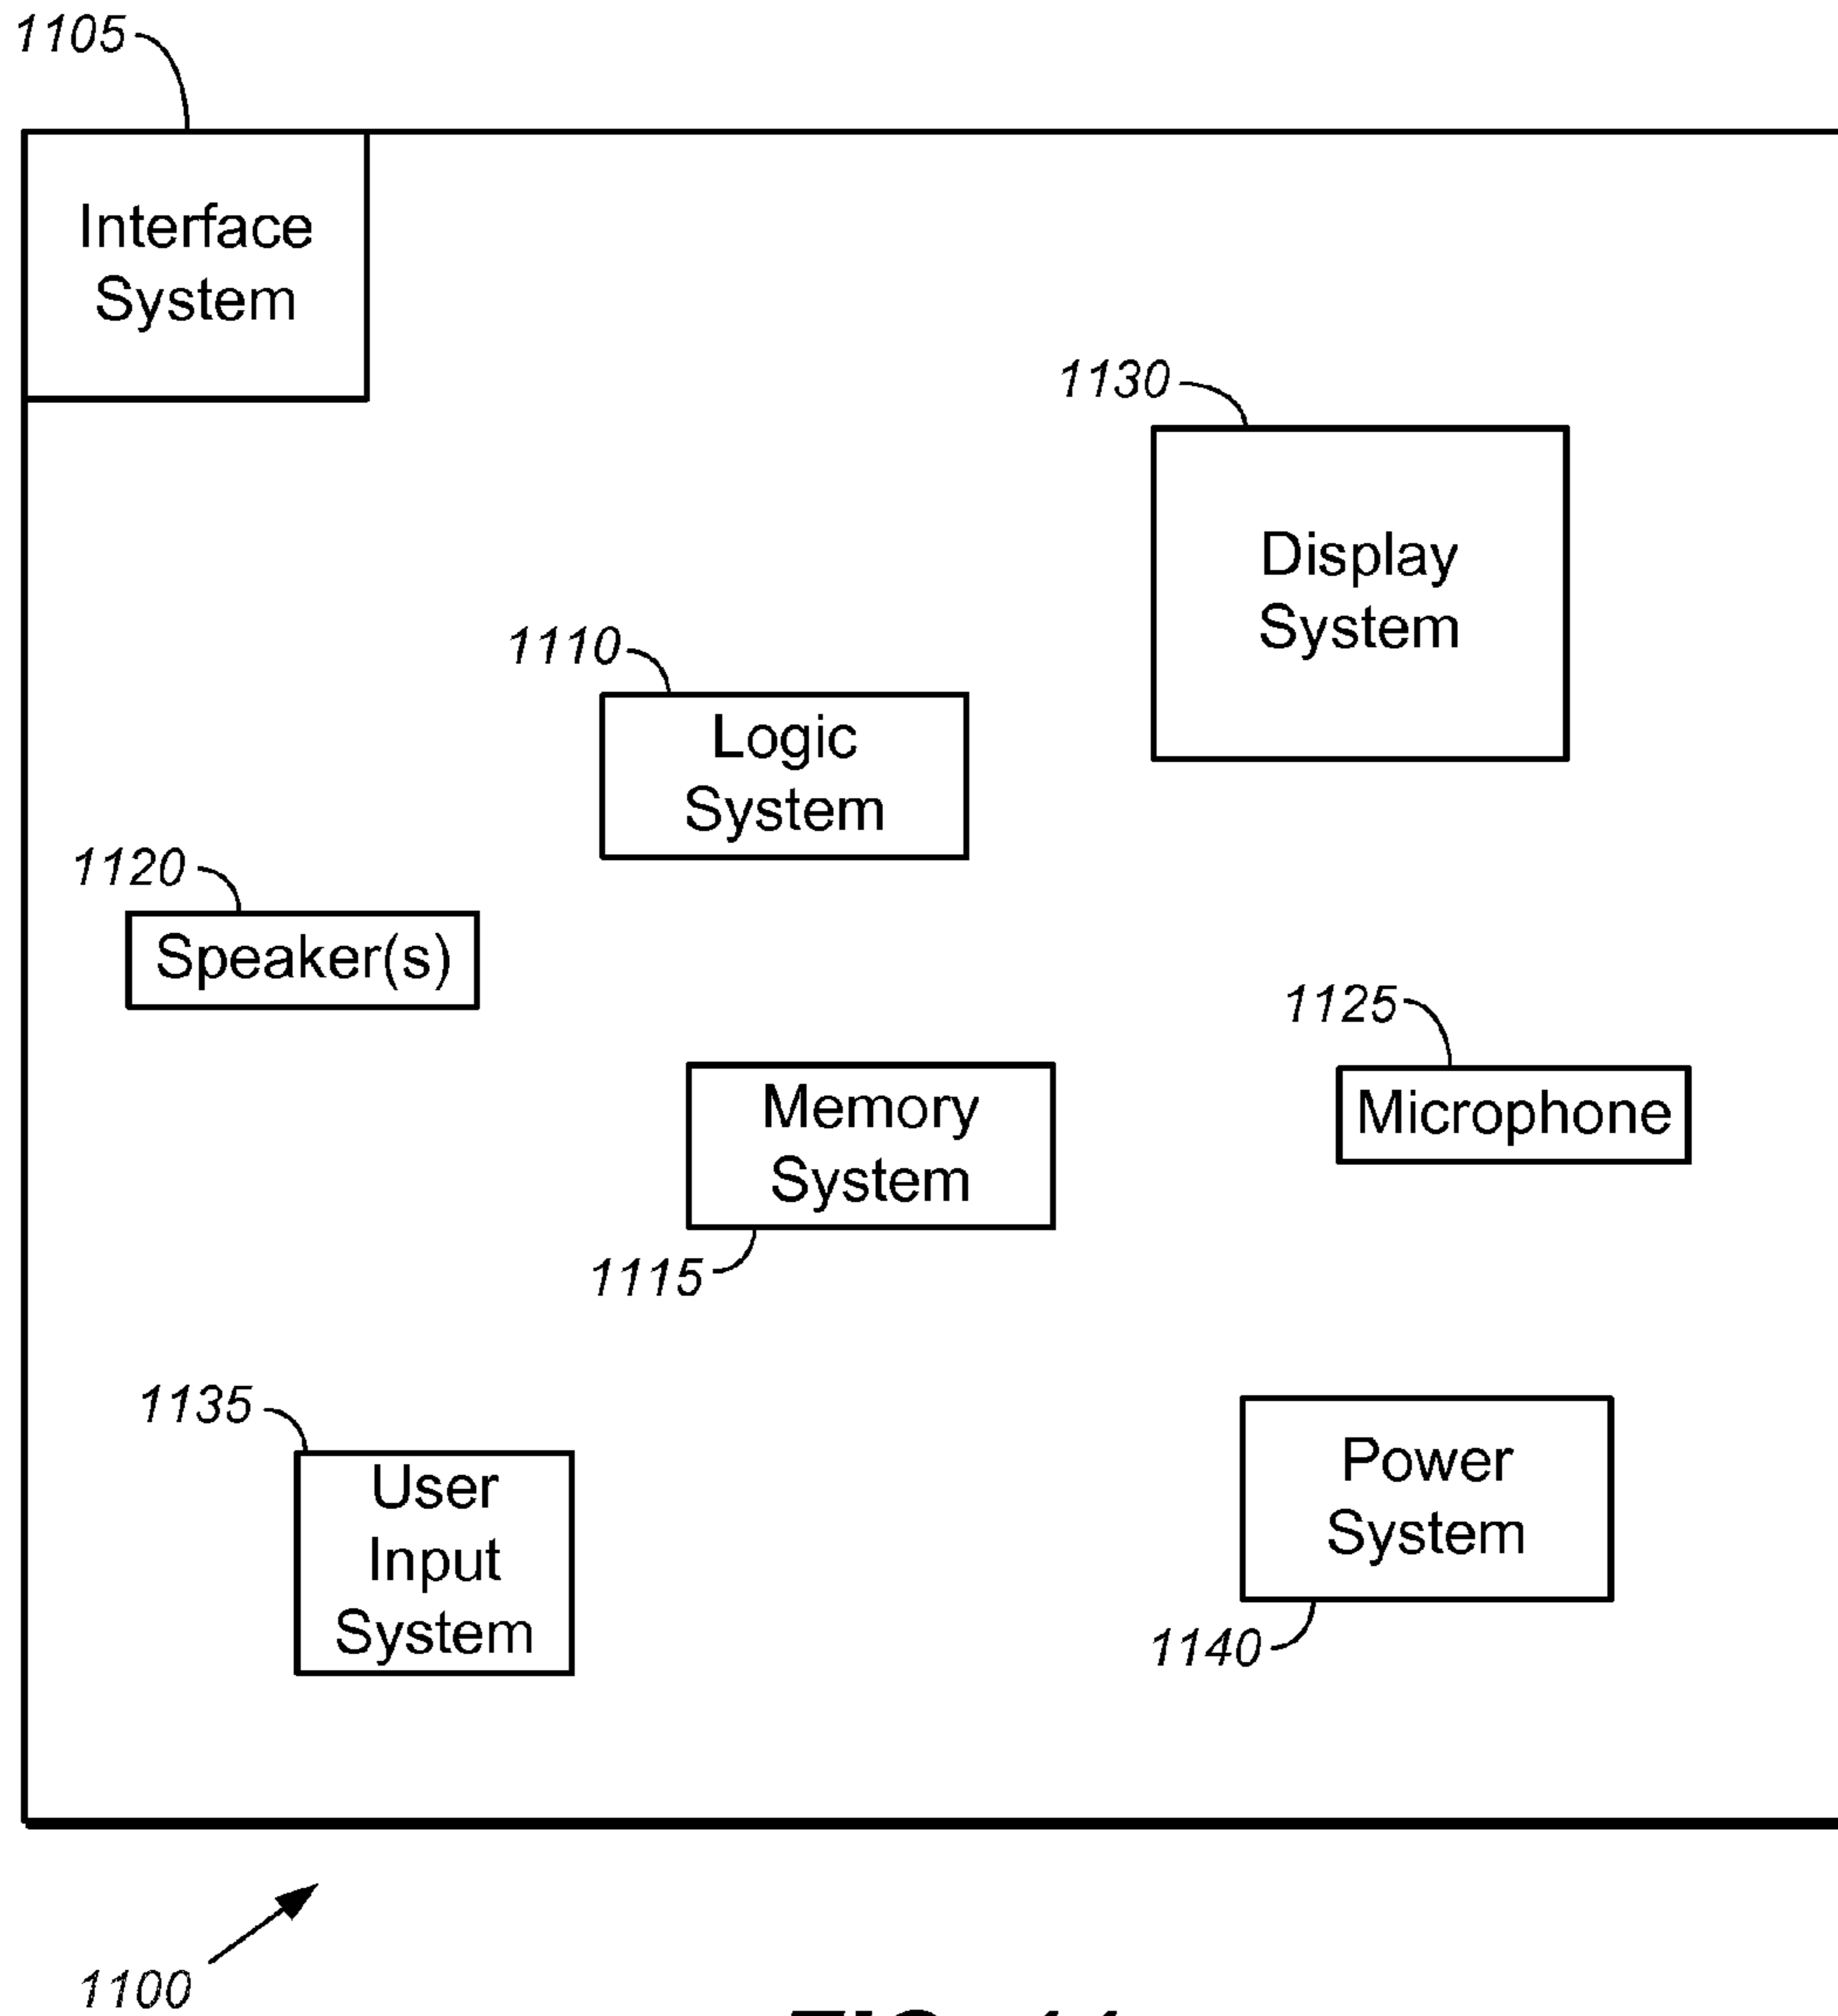 1105
Interface
System
1130
Display
System
1110
Logic
System
1120
Speaker(s)
1125
Microphone
Memory
System
1115
1135
User
Input
System
Power
System
1140
1100